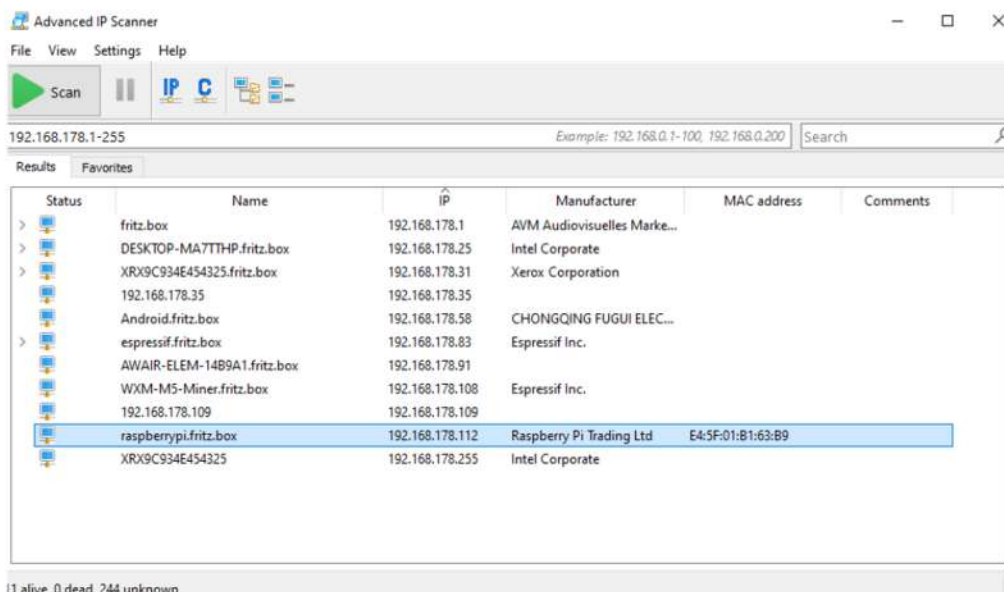 Advanced IP Scanner
File View Settings Help
Scan IP C
192.168.178.1-255 Example: 192.168.0.1-100, 192.168.0.200 Search
Results Favorites
Status Name IP Manufacturer MAC address Comments
fritz.box 192.168.178.1 AVM Audiovisuelles Marke...
DESKTOP-MA7TTHP.fritz.box 192.168.178.25 Intel Corporate
XRX9C934E454325.fritz.box 192.168.178.31 Xerox Corporation
192.168.178.35 192.168.178.35
Android.fritz.box 192.168.178.58 CHONGQING FUGUI ELEC...
espressif.fritz.box 192.168.178.83 Espressif Inc.
AWAIR-ELEM-14B9A1.fritz.box 192.168.178.91
WXM-M5-Miner.fritz.box 192.168.178.108 Espressif Inc.
192.168.178.109 192.168.178.109
raspberrypi.fritz.box 192.168.178.112 Raspberry Pi Trading Ltd E4:5F:01:B1:63:B9
XRX9C934E454325 192.168.178.255 Intel Corporate
11 alive, 0 dead, 244 unknown